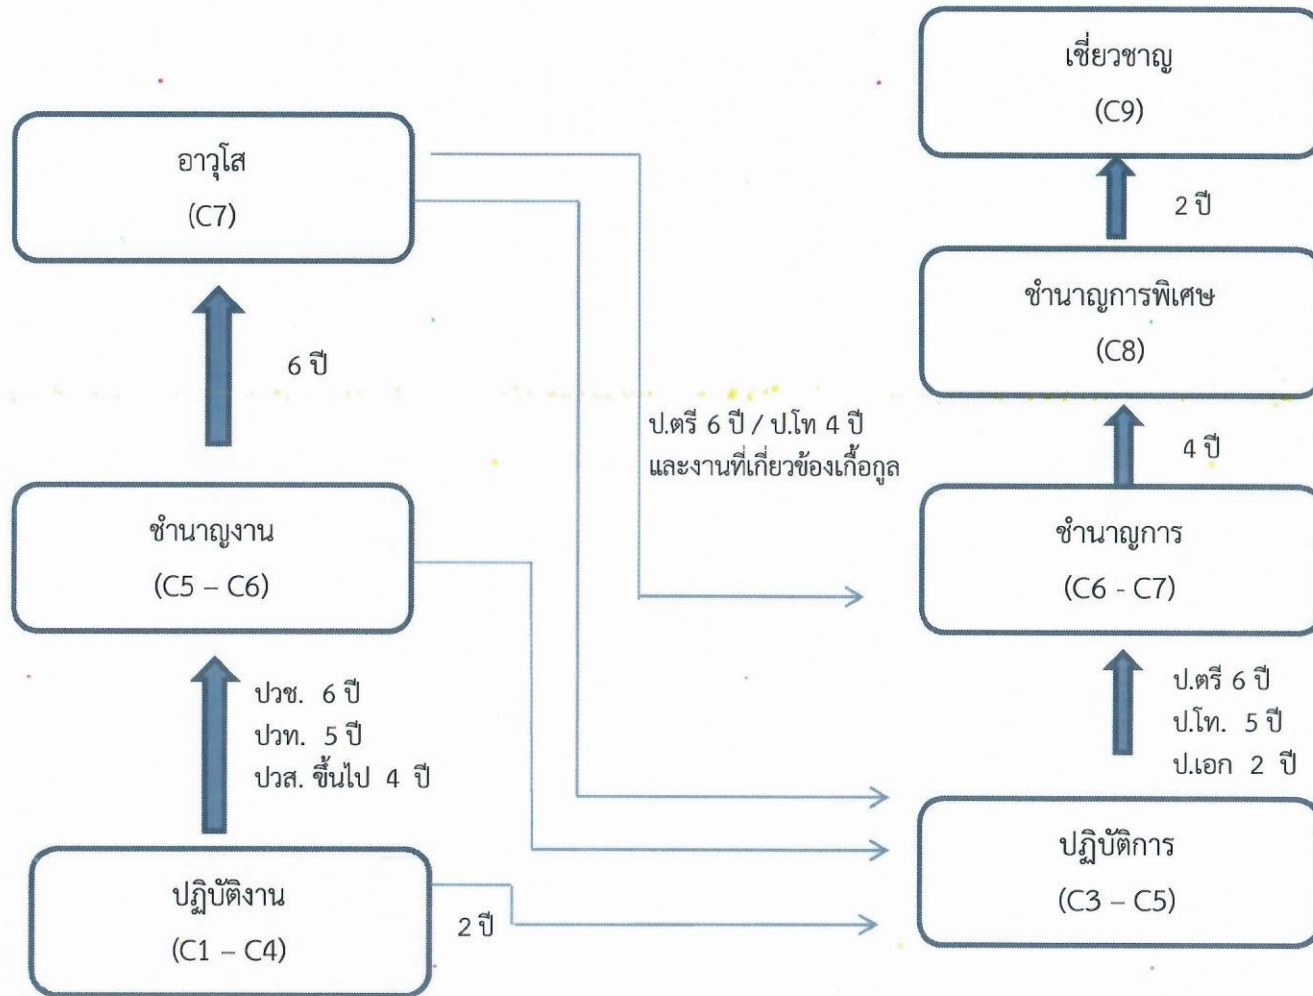 เชี่ยวชาญ
(C9)
อาวุโส
(C7)
2 ปี
ชำนาญการพิเศษ
(C8)
6 ปี
ป.ตรี 6 ปี / ป.โท 4 ปี
และงานที่เกี่ยวข้องเกื้อกูล
4 ปี
ชำนาญงาน
(C5 – C6)
ชำนาญการ
(C6 - C7)
ปวช. 6 ปี
ปวท. 5 ปี
ปวส. ขึ้นไป 4 ปี
ป.ตรี 6 ปี
ป.โท. 5 ปี
ป.เอก 2 ปี
ปฏิบัติงาน
(C1 – C4)
2 ปี
ปฏิบัติการ
(C3 – C5)